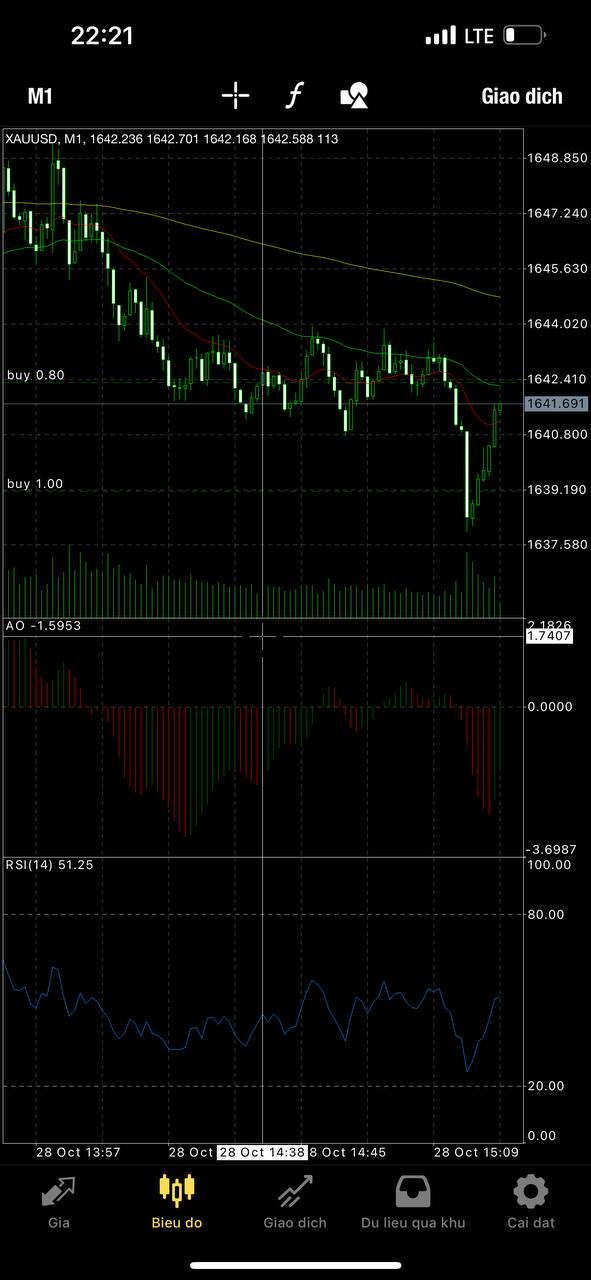 22:21
LTE
M1
f
Giao dich
XAUUSD, M1, 1642.236 1642.701 1642.168 1642.588 113
1648.850
1647.240
1645.630
1644.020
buy 0.80
1642.410
1641.691
1640.800
buy 1.00
1639.190
1637.580
AO -1.5953
2.1826
1.7407
0.0000
-3.6987
RSI(14) 51.25
100.00
80.00
20.00
0.00
28 Oct 13:57
28 Oct
28 Oct 14:38
8 Oct 14:45
28 Oct 15:09
Gia
Bieu do
Giao dich
Du lieu qua khu
Cai dat